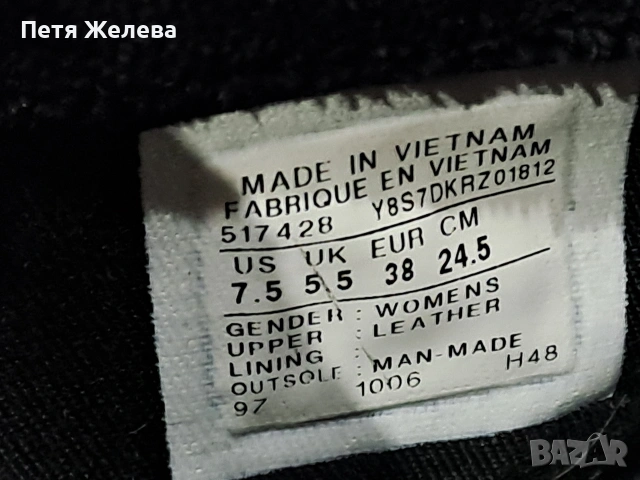 Петя Желева
MADE IN VIETNAM
FABRIQUE EN VIETNAM
517428 Y8S7DKRZ01812
US UK EUR CM
7.5 5.5 38 24.5
GENDER : WOMENS
UPPER : LEATHER
LINING :
OUTSOLE : MAN-MADE
97 1006 H48
BAZAR